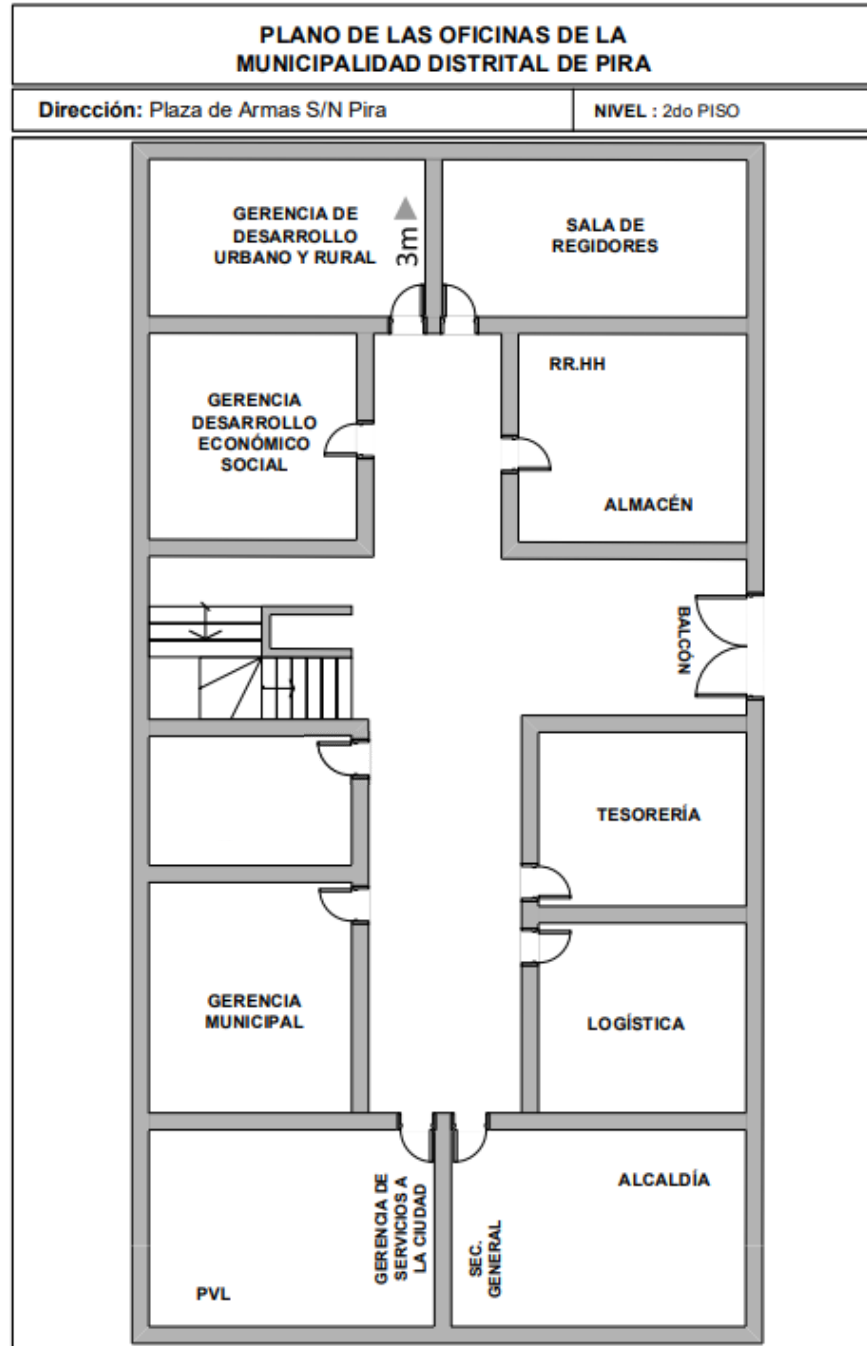 PLANO DE LAS OFICINAS DE LA
MUNICIPALIDAD DISTRITAL DE PIRA
Dirección: Plaza de Armas S/N Pira
NIVEL : 2do PISO
GERENCIA DE
DESARROLLO
URBANO Y RURAL
3m
SALA DE
REGIDORES
GERENCIA
DESARROLLO
ECONÓMICO
SOCIAL
RR.HH
ALMACÉN
BALCÓN
TESORERÍA
GERENCIA
MUNICIPAL
LOGÍSTICA
GERENCIA DE
SERVICIOS A
LA CIUDAD
PVL
SEC.
GENERAL
ALCALDÍA